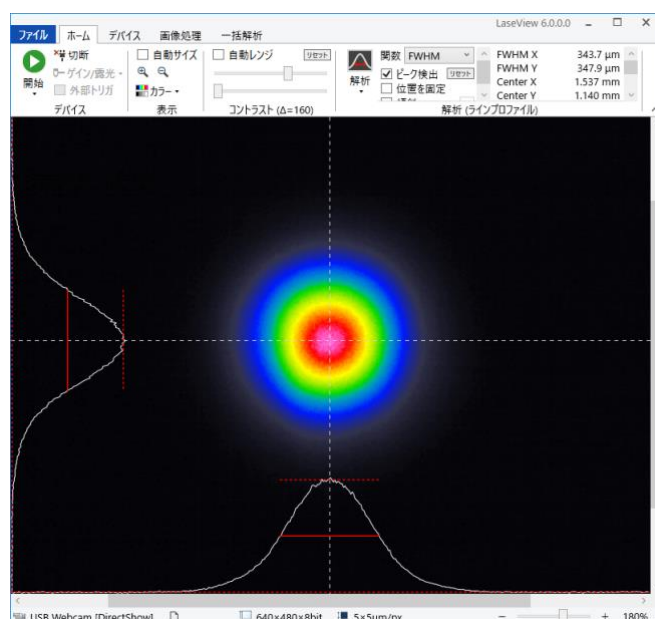 LaseView 6.0.0.0
ファイル ホーム デバイス 画像処理 一括解析
開始
切断
ゲイン/露光
外部トリガ
デバイス
自動サイズ
カラー
表示
自動レンジ リセット
コントラスト (Δ=160)
解析
関数 FWHM
ピーク検出 リセット
位置を固定
FWHM X 343.7 μm
FWHM Y 347.9 μm
Center X 1.537 mm
Center Y 1.140 mm
解析 (ラインプロファイル)
USB Webcam [DirectShow] 640×480×8bit 5×5um/px 180%